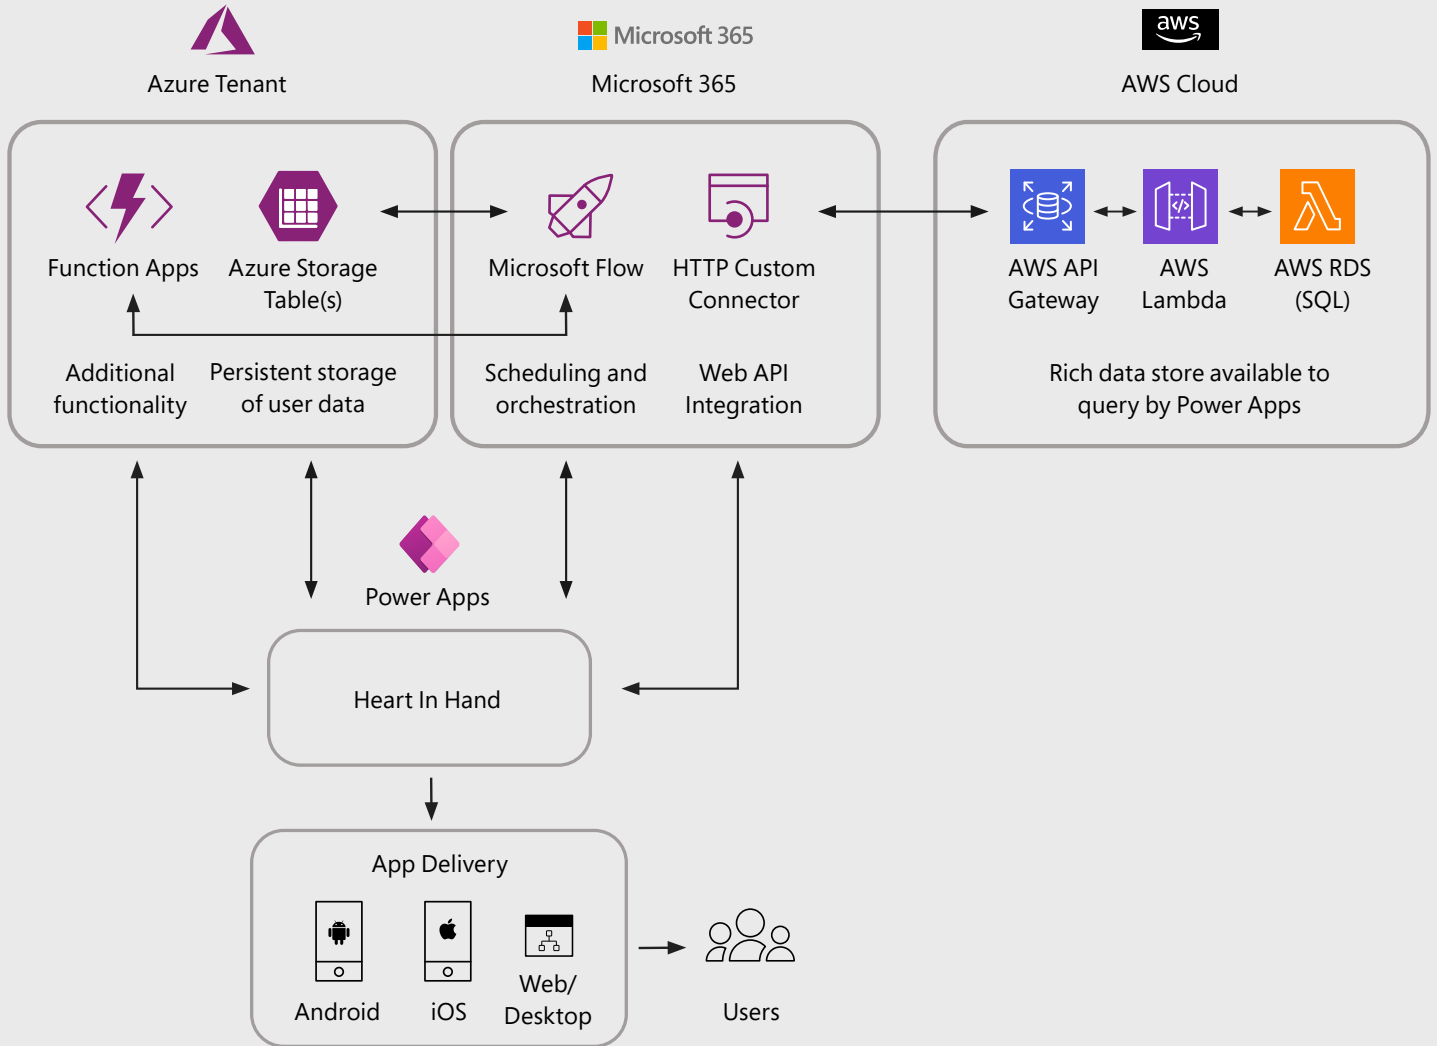 Microsoft 365
aws
Azure Tenant
Microsoft 365
AWS Cloud
Function Apps
Azure Storage
Table(s)
Microsoft Flow
HTTP Custom
Connector
AWS API
Gateway
AWS
Lambda
AWS RDS
(SQL)
Additional
functionality
Persistent storage
of user data
Scheduling and
orchestration
Web API
Integration
Rich data store available to
query by Power Apps
Power Apps
Heart In Hand
App Delivery
Android
iOS
Web/
Desktop
Users